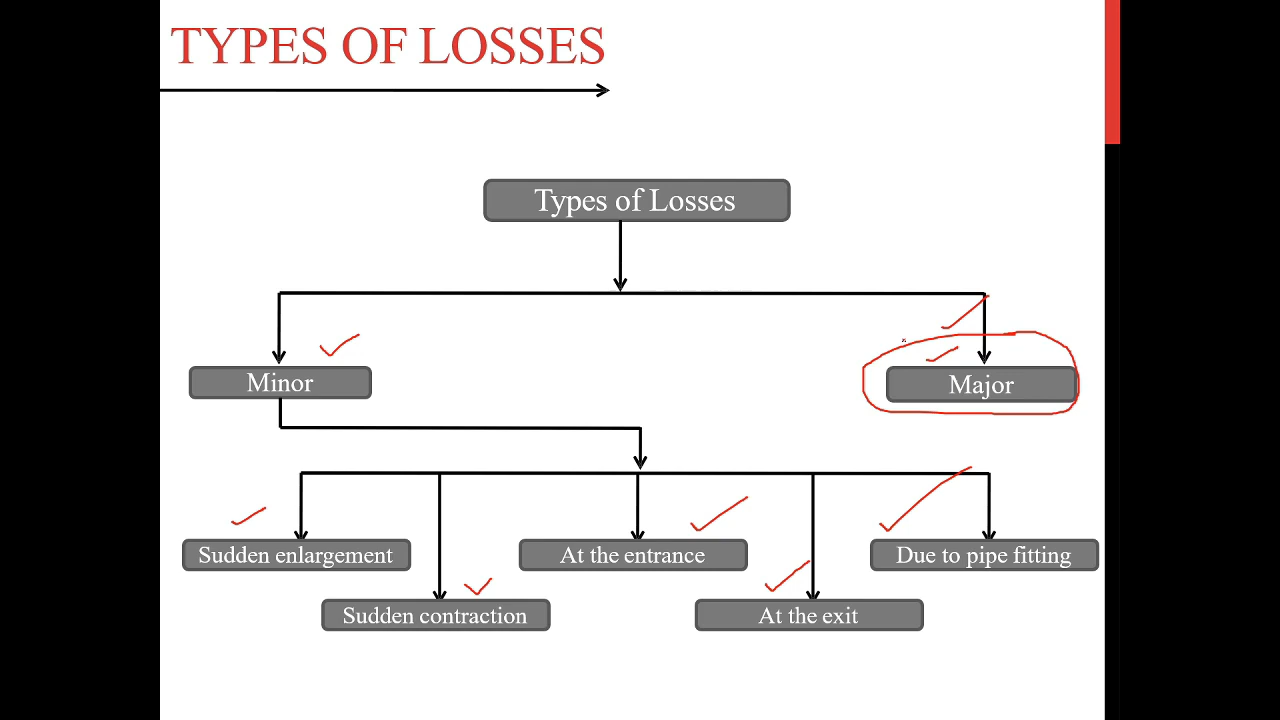 TYPES OF LOSSES
Types of Losses
Minor
Major
Sudden enlargement
At the entrance
Due to pipe fitting
Sudden contraction
At the exit